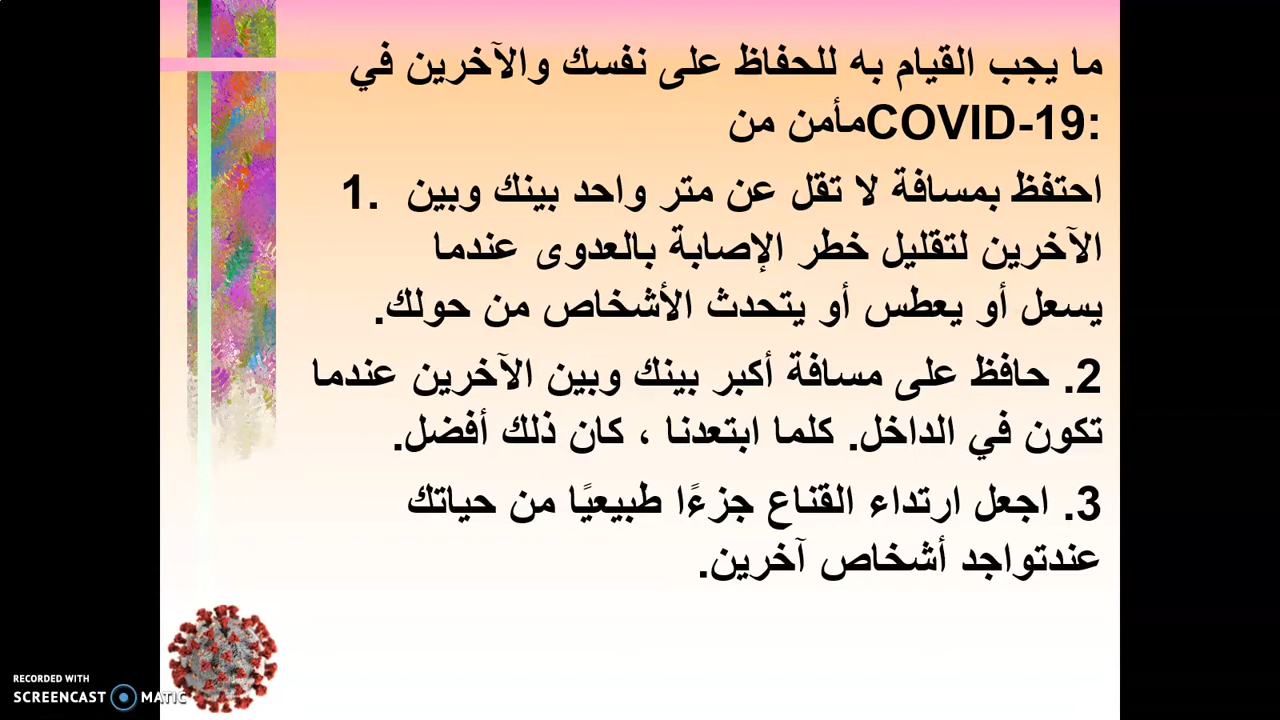 ما يجب القيام به للحفاظ على نفسك والآخرين في
مأمن من COVID-19:
1. احتفظ بمسافة لا تقل عن متر واحد بينك وبين
الآخرين لتقليل خطر الإصابة بالعدوى عندما
يسعل أو يعطس أو يتحدث الأشخاص من حولك.
2. حافظ على مسافة أكبر بينك وبين الآخرين عندما
تكون في الداخل. كلما ابتعدنا ، كان ذلك أفضل.
3. اجعل ارتداء القناع جزءًا طبيعيًا من حياتك
عندتواجد أشخاص آخرين.
RECORDED WITH
SCREENCAST MATIC